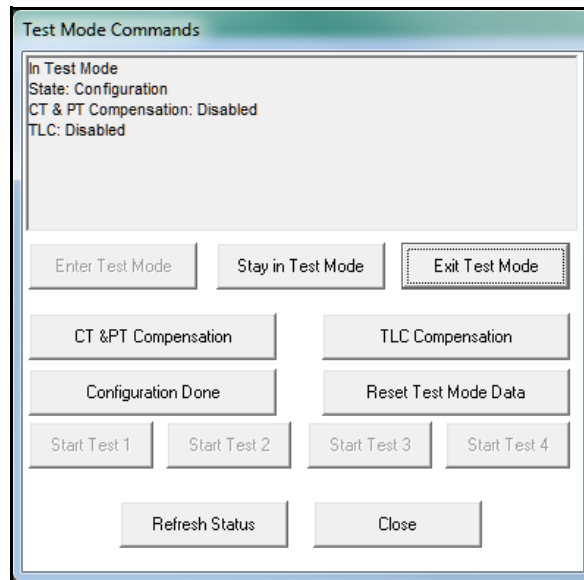 Test Mode Commands
In Test Mode
State: Configuration
CT & PT Compensation: Disabled
TLC: Disabled
Enter Test Mode Stay in Test Mode Exit Test Mode
CT &PT Compensation TLC Compensation
Configuration Done Reset Test Mode Data
Start Test 1 Start Test 2 Start Test 3 Start Test 4
Refresh Status Close